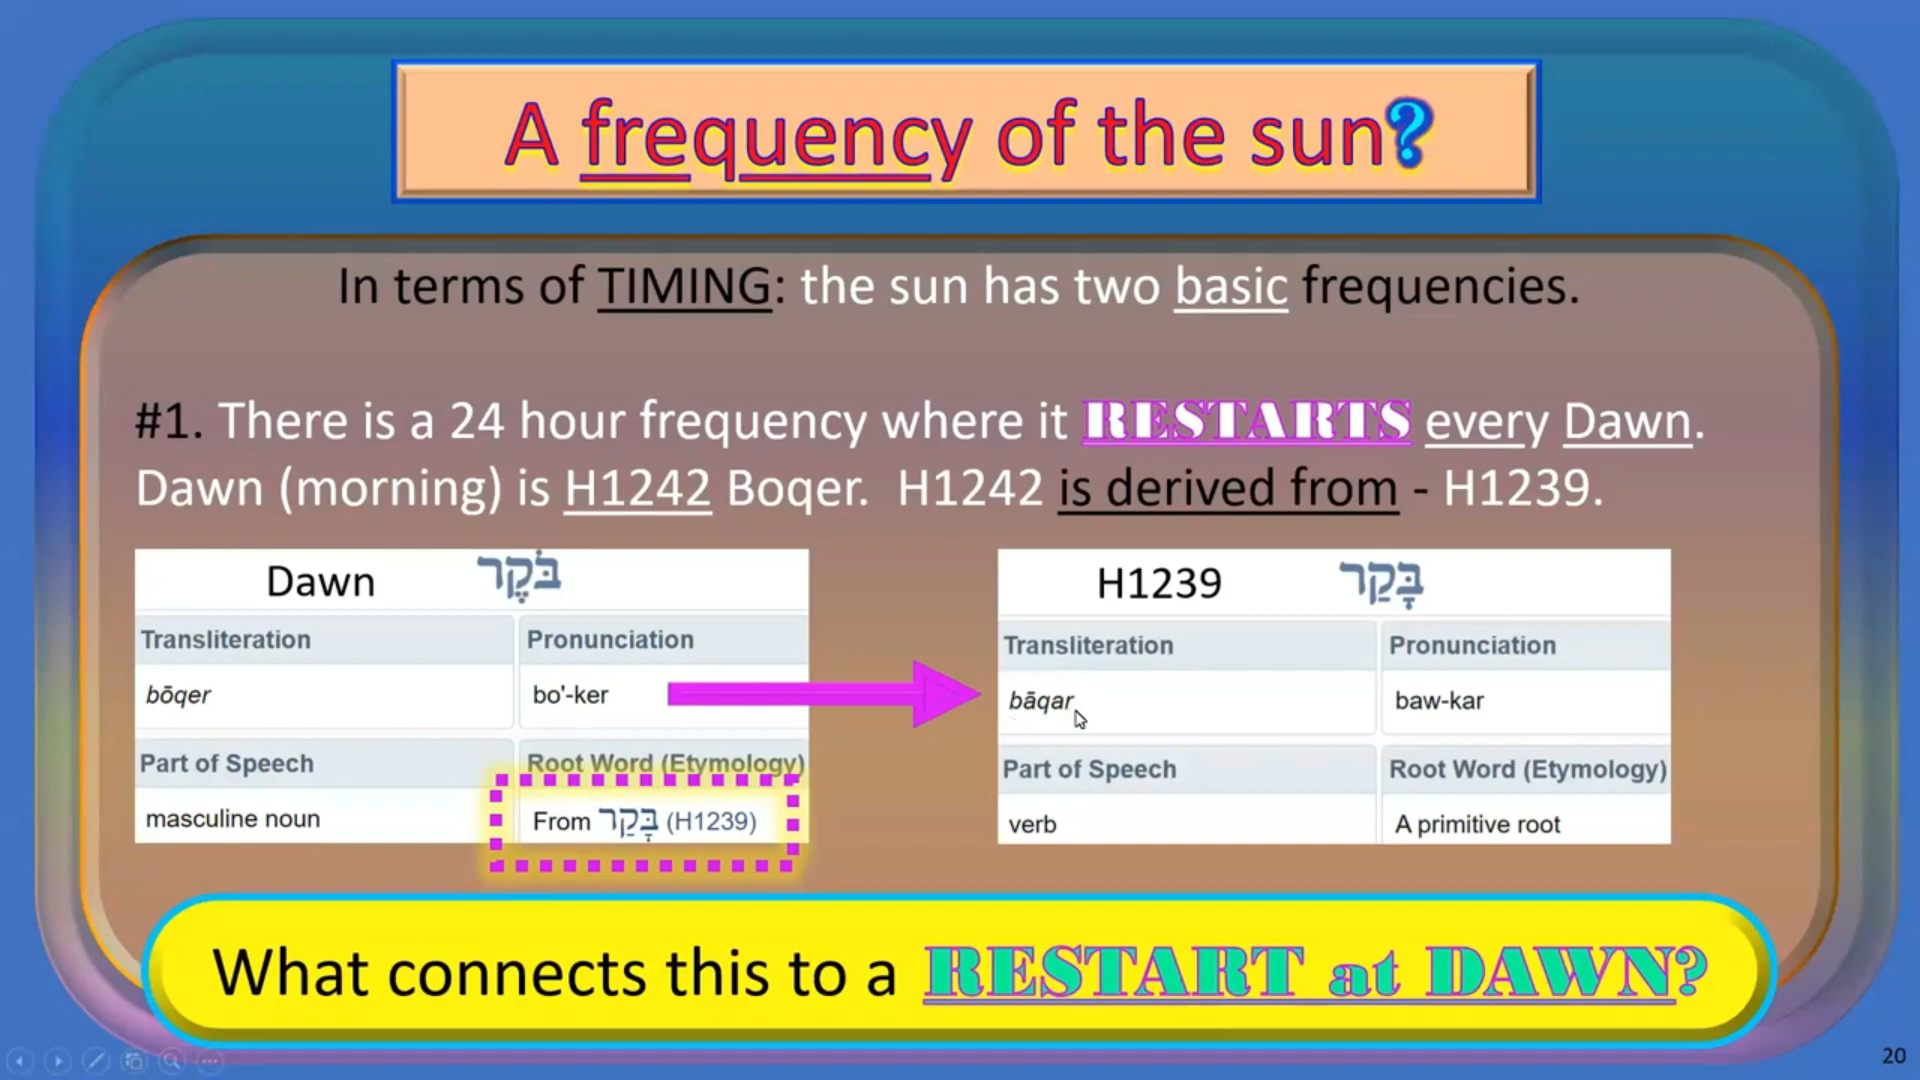 A frequency of the sun?
In terms of TIMING: the sun has two basic frequencies.
#1. There is a 24 hour frequency where it RESTARTS every Dawn.
Dawn (morning) is H1242 Boqer. H1242 is derived from - H1239.
Dawn בֹּקֶר
Transliteration Pronunciation
bōqer bo'-ker
Part of Speech Root Word (Etymology)
masculine noun From בָּקַר (H1239)
H1239 בָּקַר
Transliteration Pronunciation
bāqar baw-kar
Part of Speech Root Word (Etymology)
verb A primitive root
What connects this to a RESTART at DAWN?
20